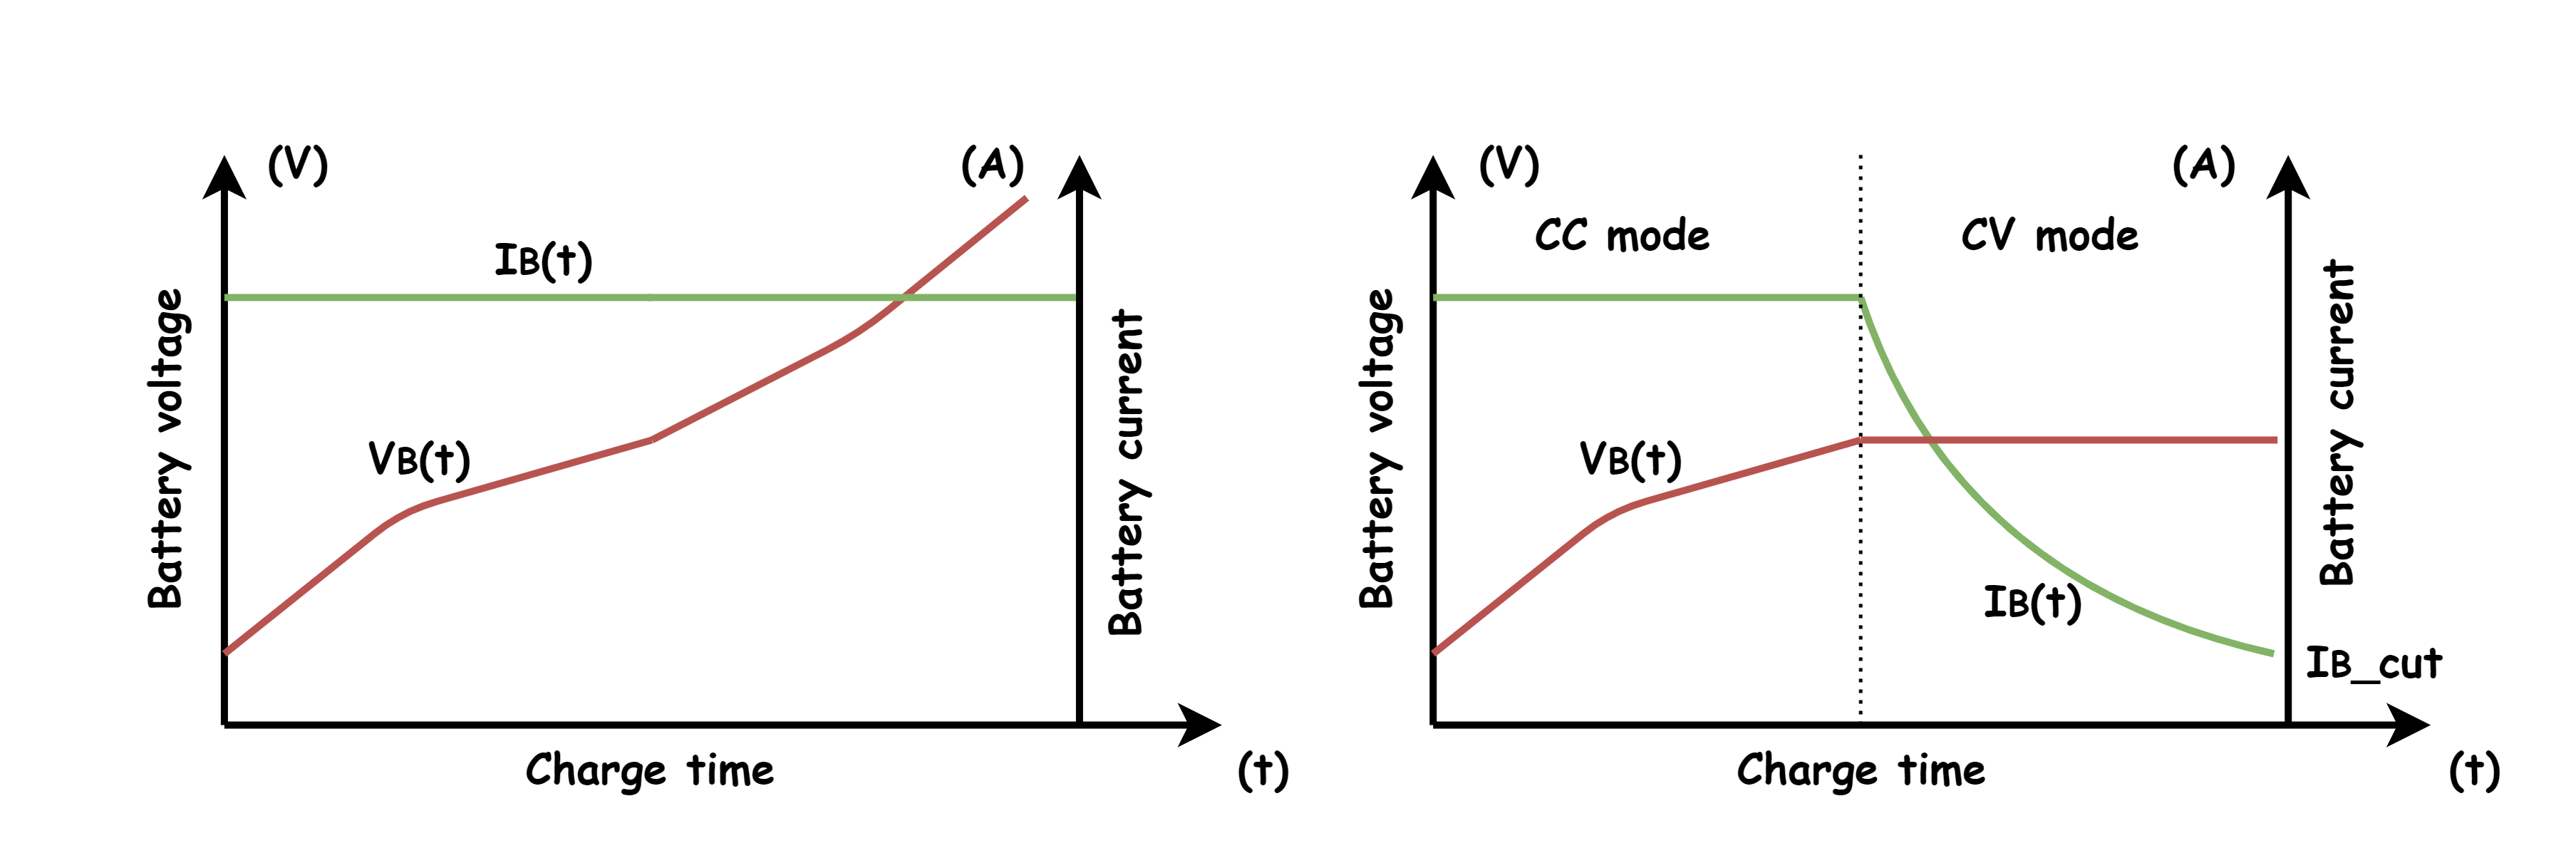 (V)
(A)
IB(t)
VB(t)
Battery voltage
Battery current
Charge time
(t)
(V)
(A)
CC mode
CV mode
VB(t)
IB(t)
IB_cut
Battery voltage
Battery current
Charge time
(t)